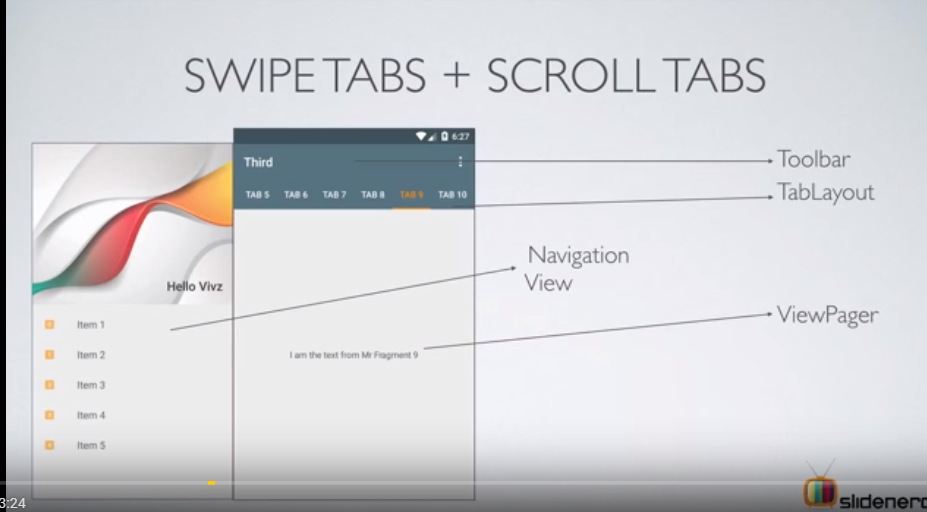 SWIPE TABS + SCROLL TABS
6:27
Third
TAB 5 TAB 6 TAB 7 TAB 8 TAB 9 TAB 10
Toolbar
TabLayout
Navigation
View
ViewPager
Hello Vivz
Item 1
Item 2
Item 3
Item 4
Item 5
I am the text from Mr Fragment 9
3:24
slidenerd